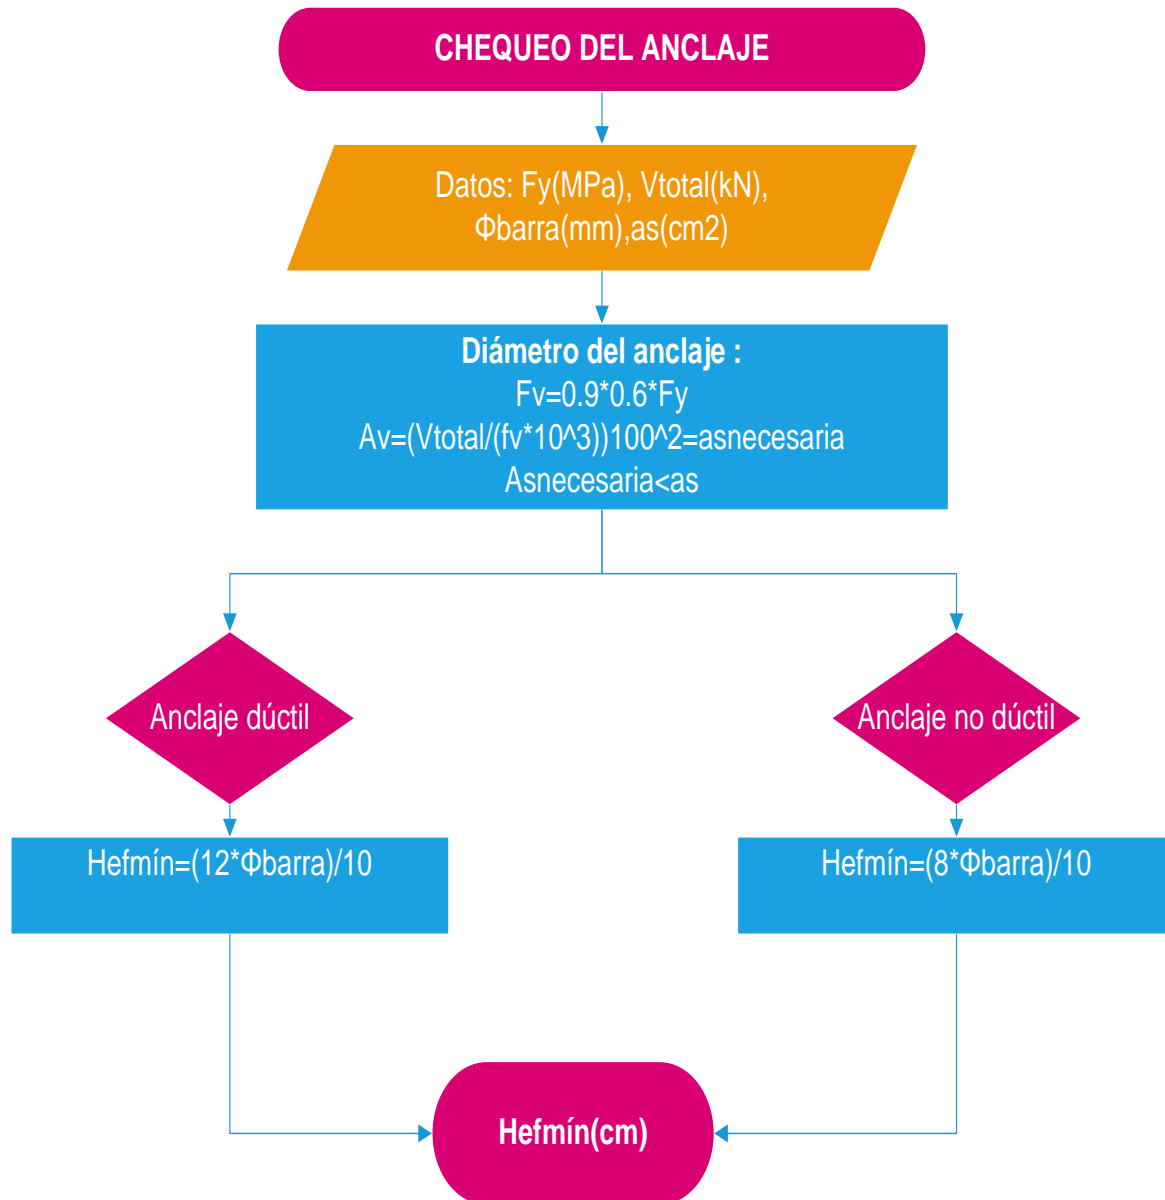 CHEQUEO DEL ANCLAJE
Datos: Fy(MPa), Vtotal(kN),
Φbarra(mm),as(cm2)
Diámetro del anclaje :
Fv=0.9*0.6*Fy
Av=(Vtotal/(fv*10^3))100^2=asnecesaria
Asnecesaria<as
Anclaje dúctil
Anclaje no dúctil
Hefmín=(12*Φbarra)/10
Hefmín=(8*Φbarra)/10
Hefmín(cm)